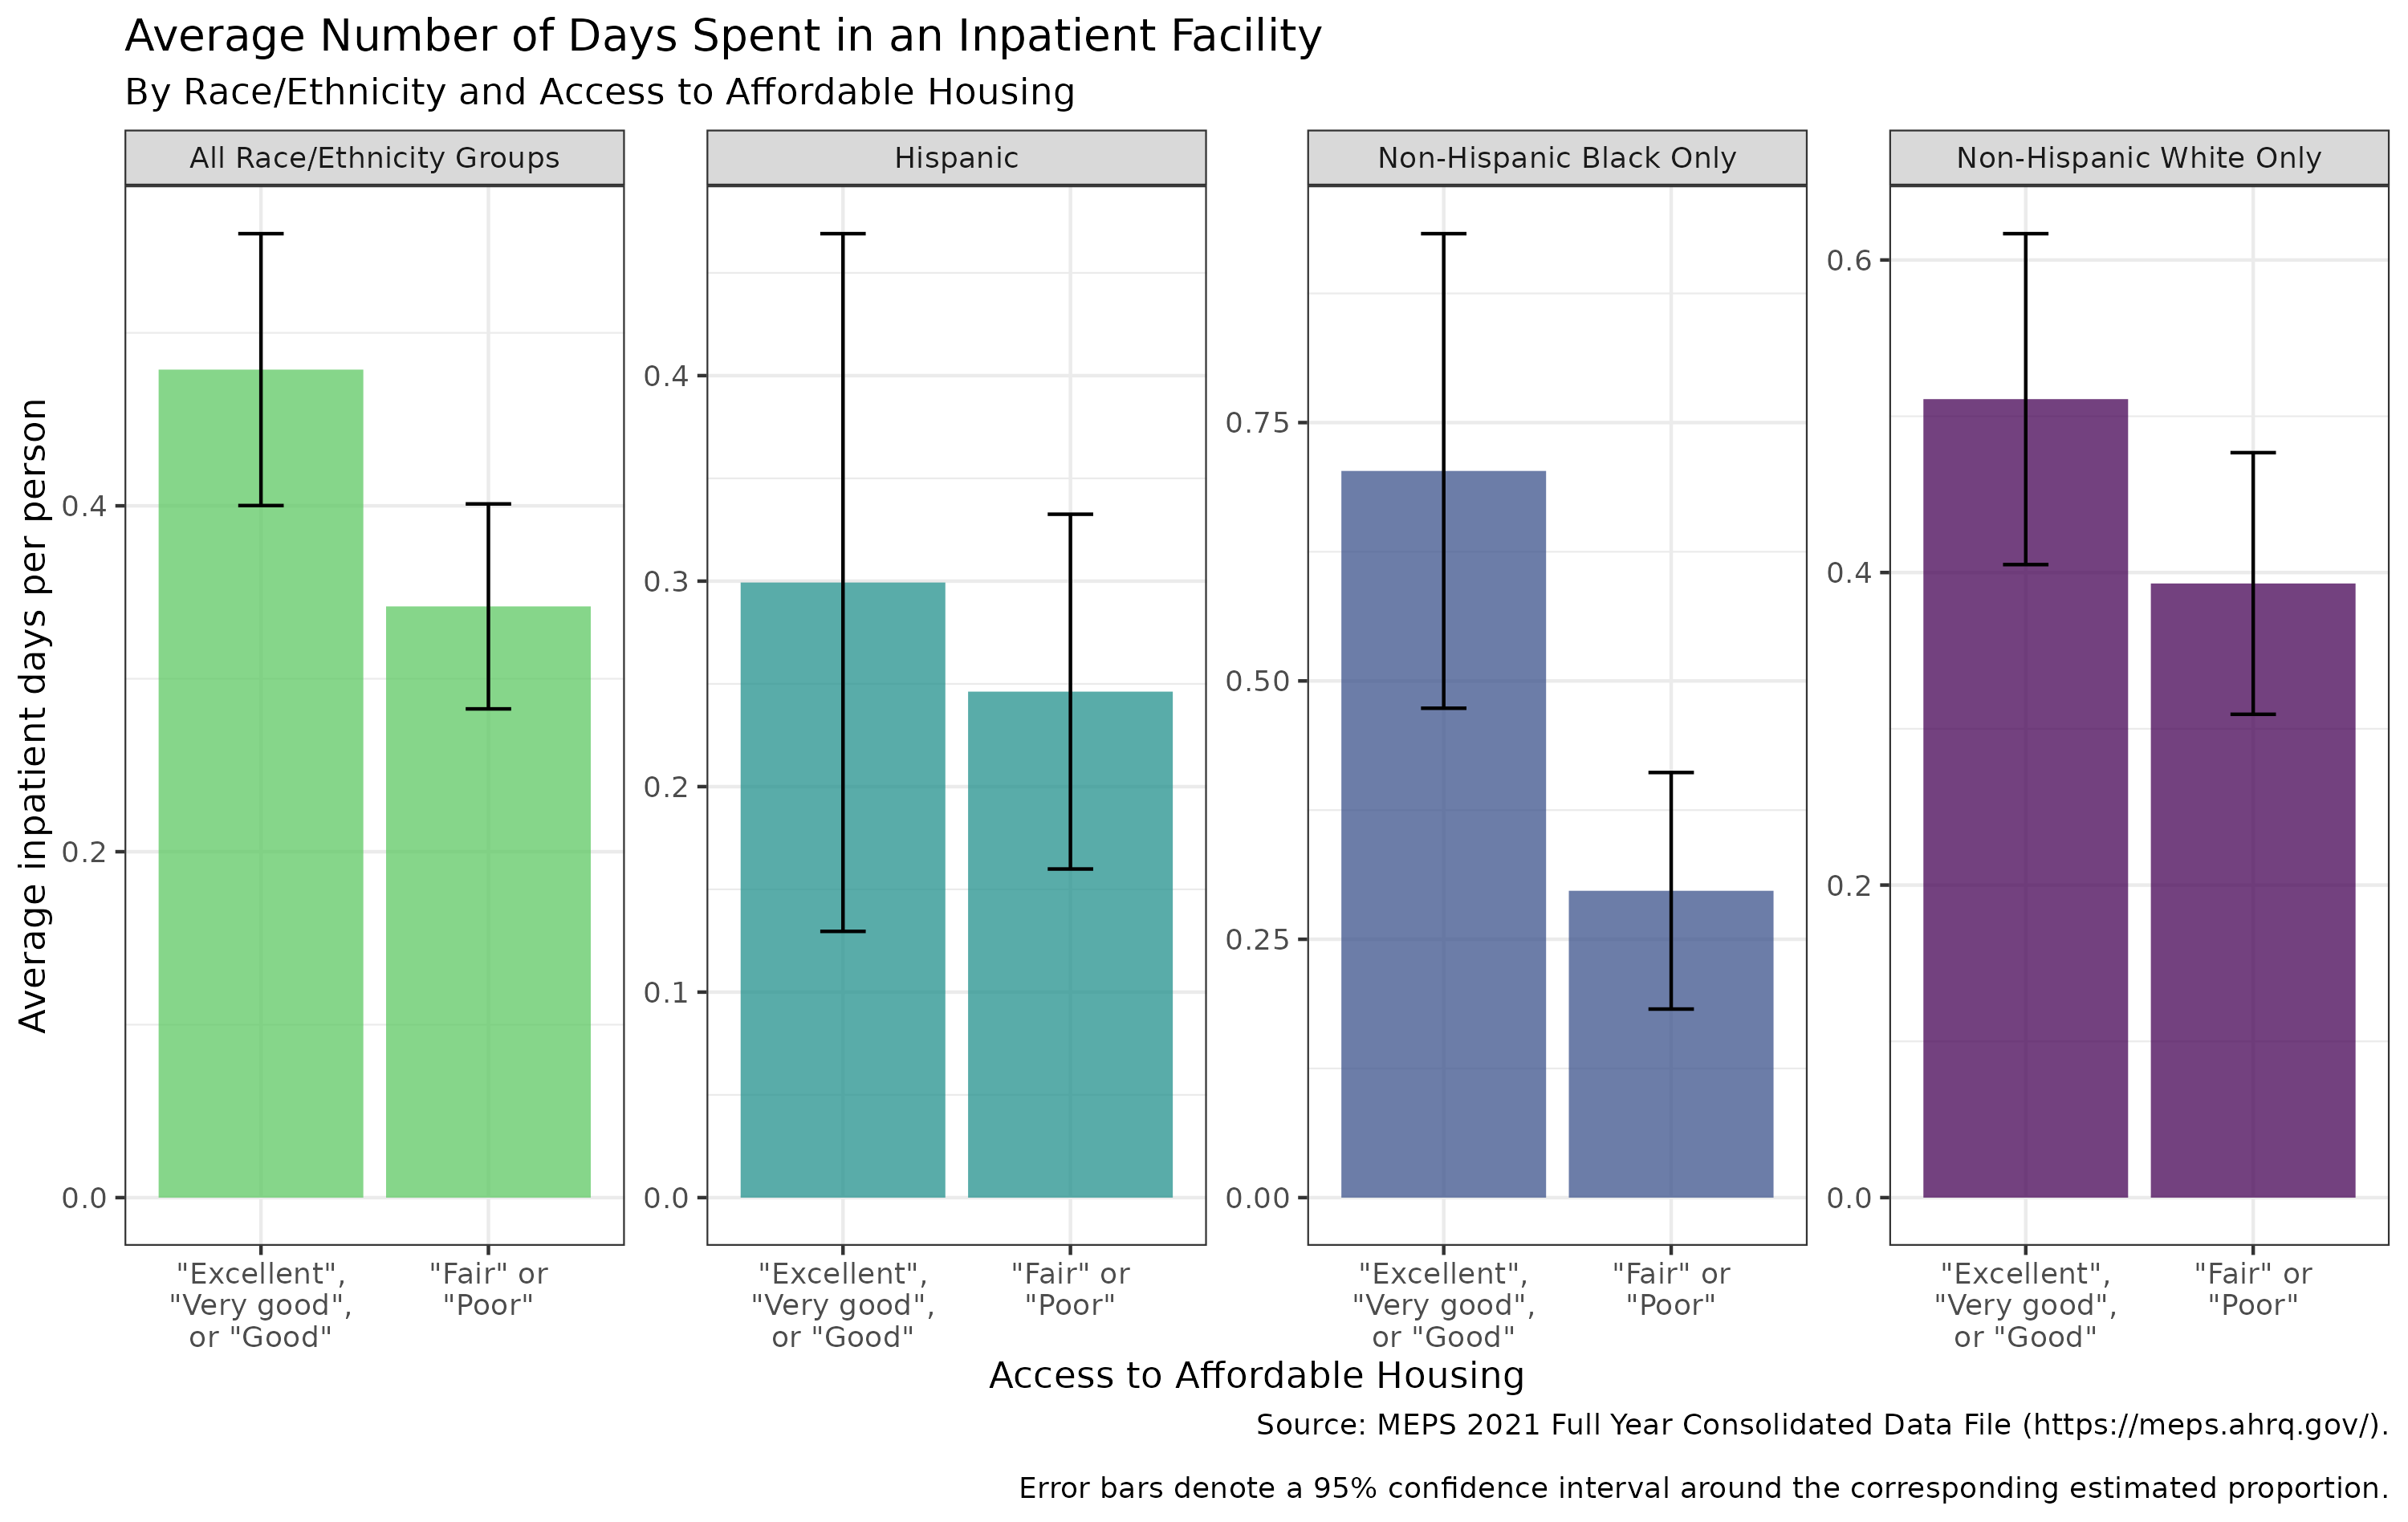 Average Number of Days Spent in an Inpatient Facility
By Race/Ethnicity and Access to Affordable Housing
Average inpatient days per person
All Race/Ethnicity Groups
0.4
0.2
0.0
"Excellent",
"Very good",
or "Good"
"Fair" or
"Poor"
Hispanic
0.4
0.3
0.2
0.1
0.0
"Excellent",
"Very good",
or "Good"
"Fair" or
"Poor"
Non-Hispanic Black Only
0.75
0.50
0.25
0.00
"Excellent",
"Very good",
or "Good"
"Fair" or
"Poor"
Non-Hispanic White Only
0.6
0.4
0.2
0.0
"Excellent",
"Very good",
or "Good"
"Fair" or
"Poor"
Access to Affordable Housing
Source: MEPS 2021 Full Year Consolidated Data File (https://meps.ahrq.gov/).
Error bars denote a 95% confidence interval around the corresponding estimated proportion.